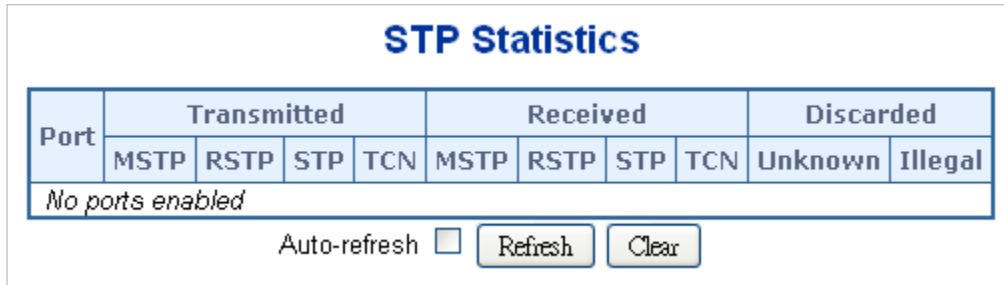 STP Statistics
Port Transmitted Received Discarded
MSTP RSTP STP TCN MSTP RSTP STP TCN Unknown Illegal
No ports enabled
Auto-refresh Refresh Clear